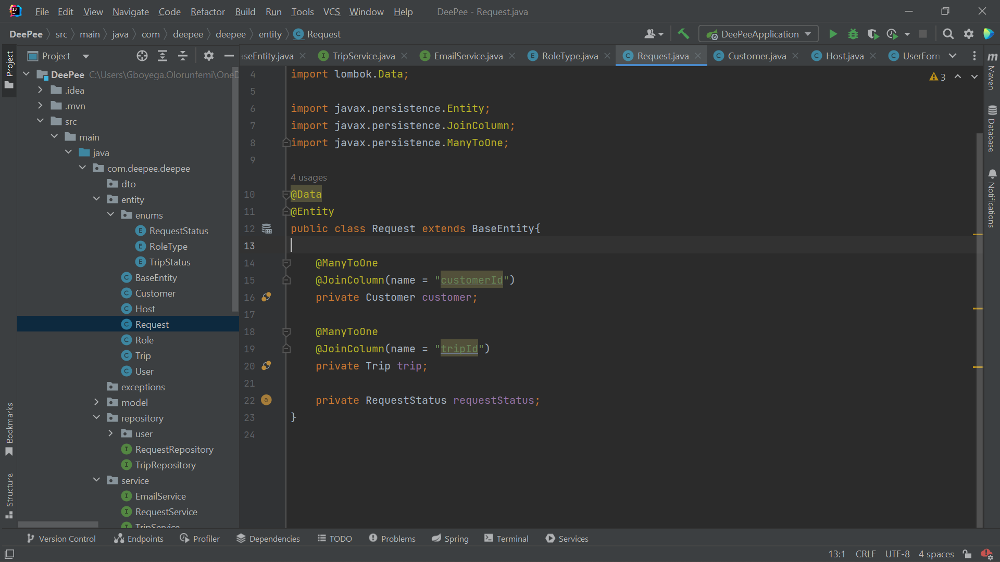 File Edit View Navigate Code Refactor Build Run Tools VCS Window Help DeePee - Request.java
DeePee src main java com deepee deepee entity Request DeePeeApplication
Project
aseEntity.java TripService.java EmailService.java RoleType.java Request.java Customer.java Host.java UserForm
DeePee C:\Users\Gboyega.Olorunfemi\OneD
.idea
.mvn
src
main
java
com.deepee.deepee
dto
entity
enums
RequestStatus
RoleType
TripStatus
BaseEntity
Customer
Host
Request
Role
Trip
User
exceptions
model
repository
user
RequestRepository
TripRepository
service
EmailService
RequestService
TripService
4 import lombok.Data;
5
6 import javax.persistence.Entity;
7 import javax.persistence.JoinColumn;
8 import javax.persistence.ManyToOne;
9
4 usages
10 @Data
11 @Entity
12 public class Request extends BaseEntity{
13
14 @ManyToOne
15 @JoinColumn(name = "customerId")
16 private Customer customer;
17
18 @ManyToOne
19 @JoinColumn(name = "tripId")
20 private Trip trip;
21
22 private RequestStatus requestStatus;
23 }
24
3
Project
Bookmarks
Structure
m
Maven
Database
Notifications
Version Control Endpoints Profiler Dependencies TODO Problems Spring Terminal Services
13:1 CRLF UTF-8 4 spaces